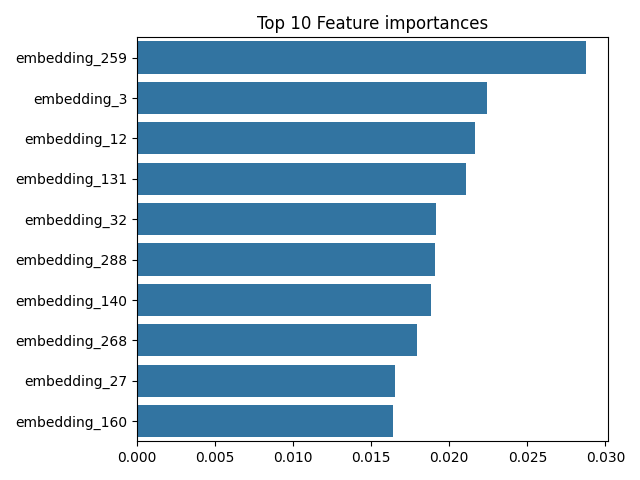 Top 10 Feature importances
embedding_259
embedding_3
embedding_12
embedding_131
embedding_32
embedding_288
embedding_140
embedding_268
embedding_27
embedding_160
0.000 0.005 0.010 0.015 0.020 0.025 0.030